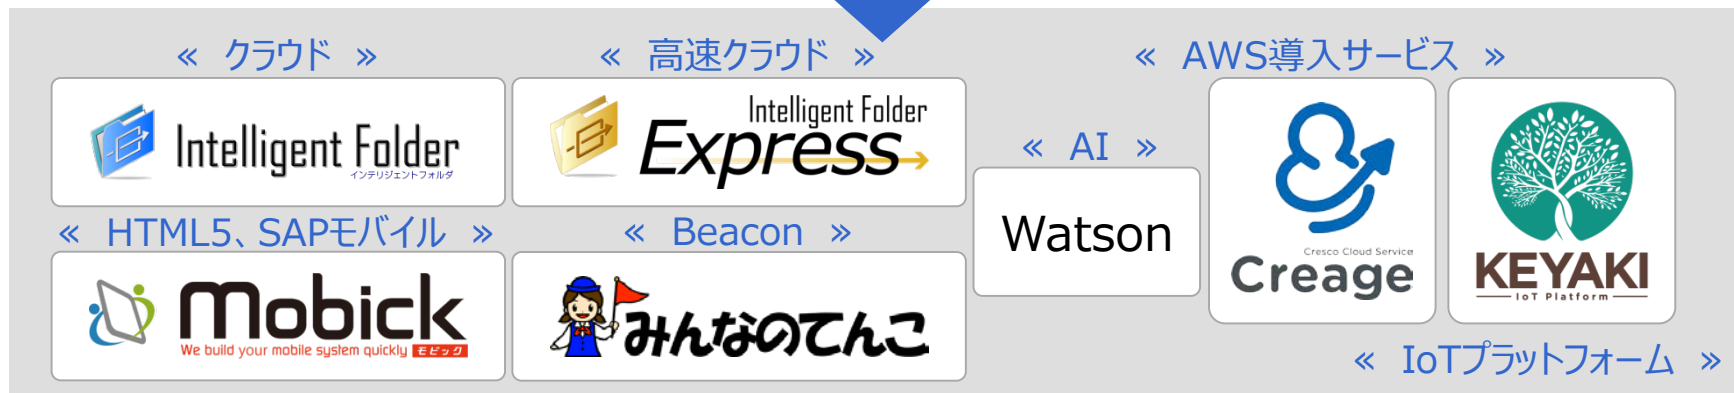 « クラウド »
Intelligent Folder
インテリジェントフォルダ
« 高速クラウド »
Intelligent Folder
Express
« HTML5、SAPモバイル »
Mobick
We build your mobile system quickly モビック
« Beacon »
みんなのてんこ
« AI »
Watson
« AWS導入サービス »
Cresco Cloud Service
Creage
KEYAKI
IoT Platform
« IoTプラットフォーム »